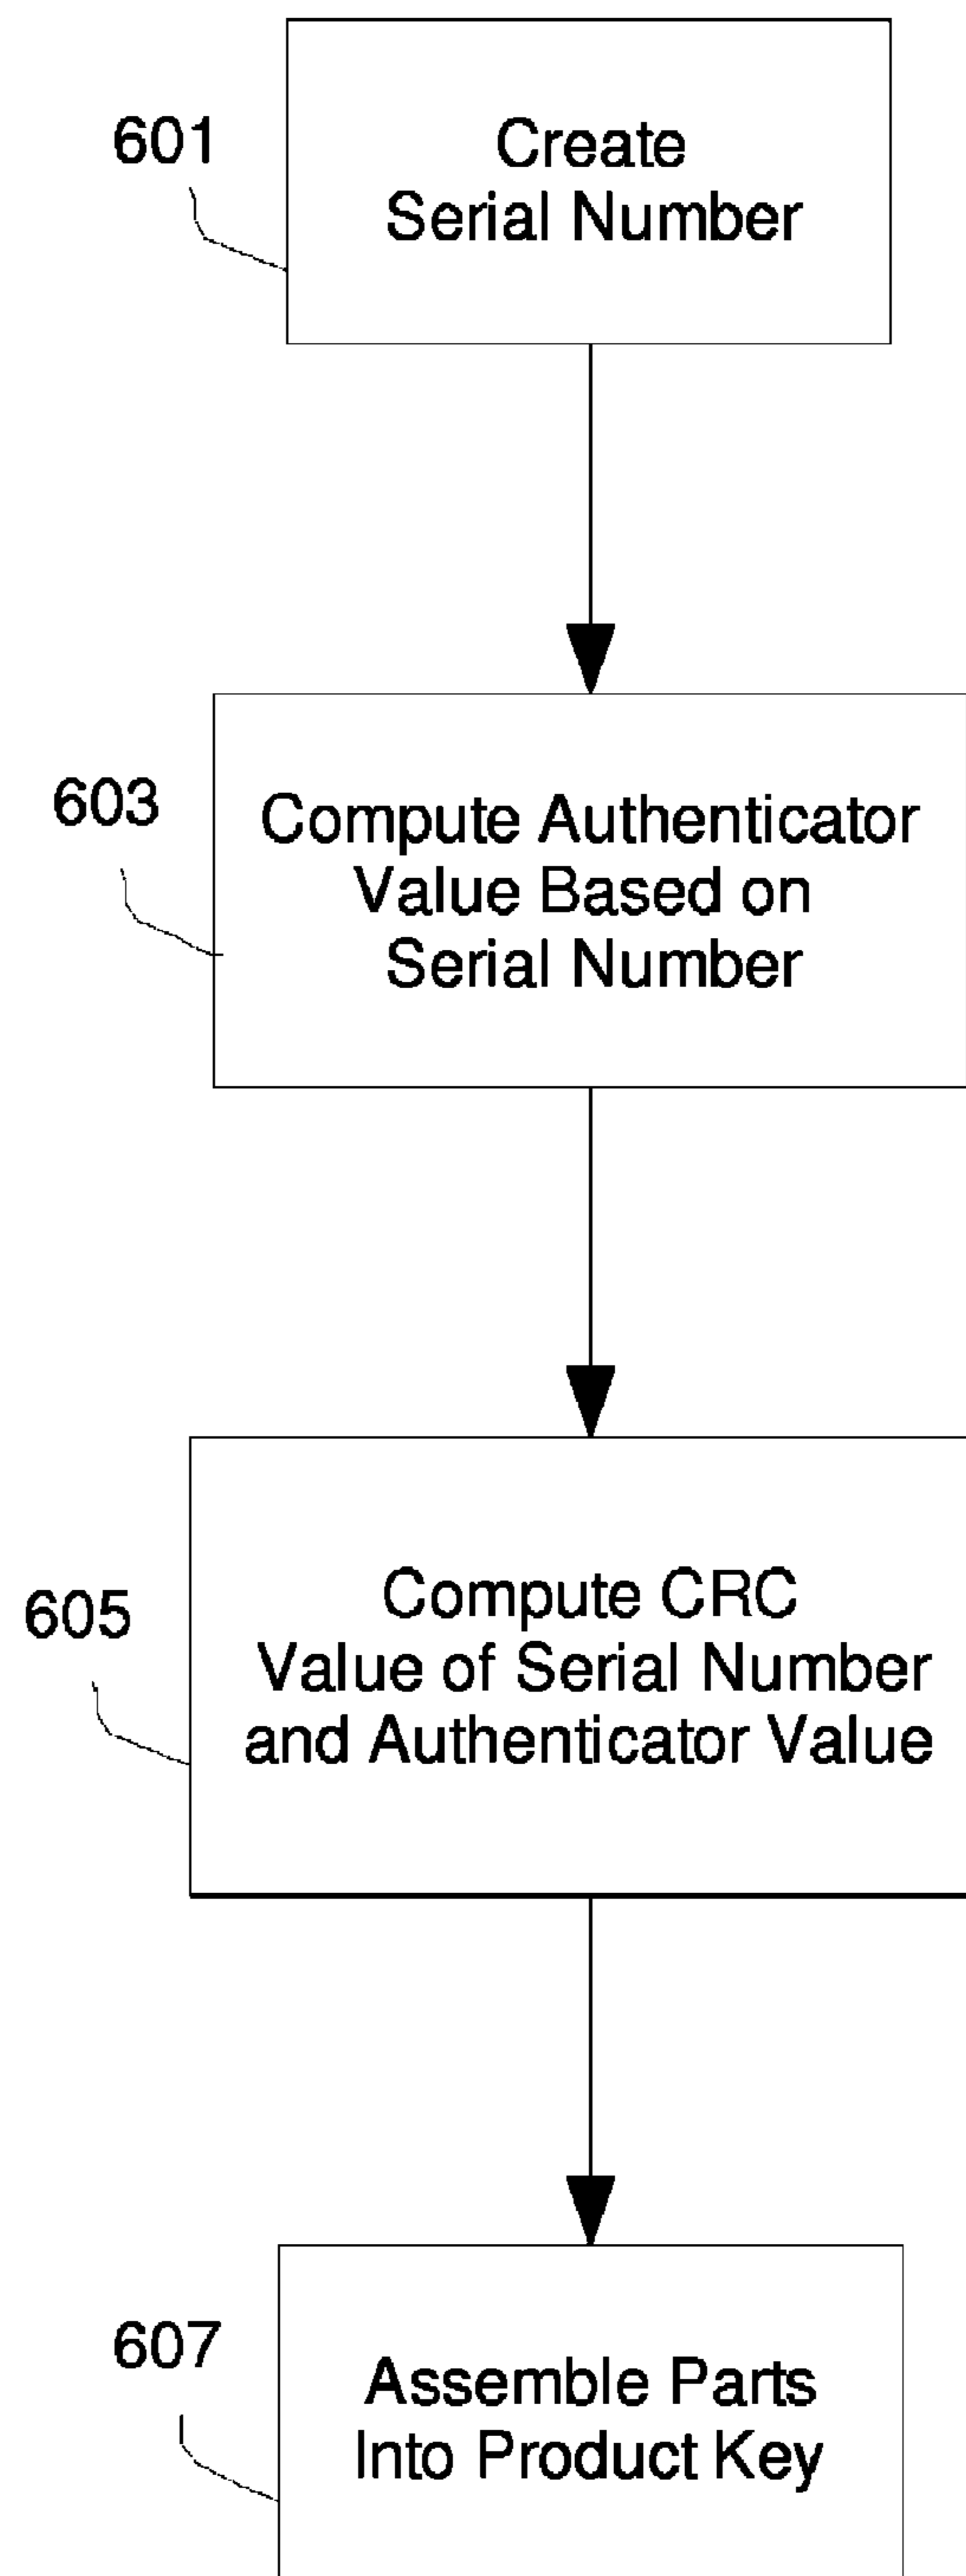 601
Create
Serial Number
603
Compute Authenticator
Value Based on
Serial Number
605
Compute CRC
Value of Serial Number
and Authenticator Value
607
Assemble Parts
Into Product Key